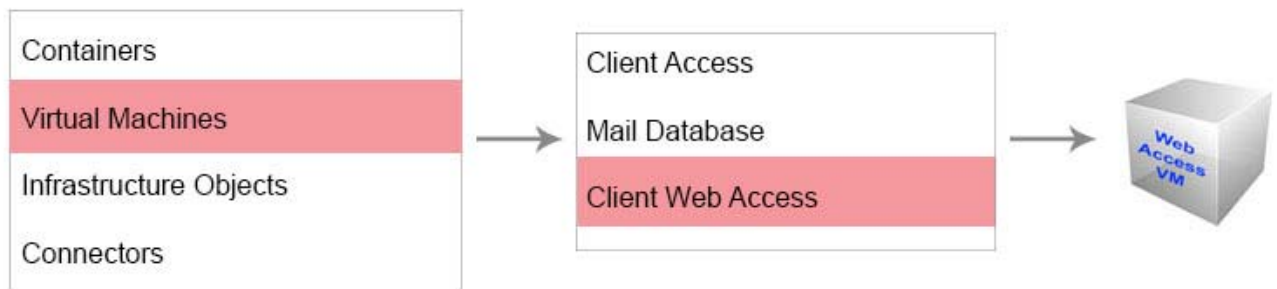 Containers
Virtual Machines
Infrastructure Objects
Connectors
Client Access
Mail Database
Client Web Access
Web
Access
VM